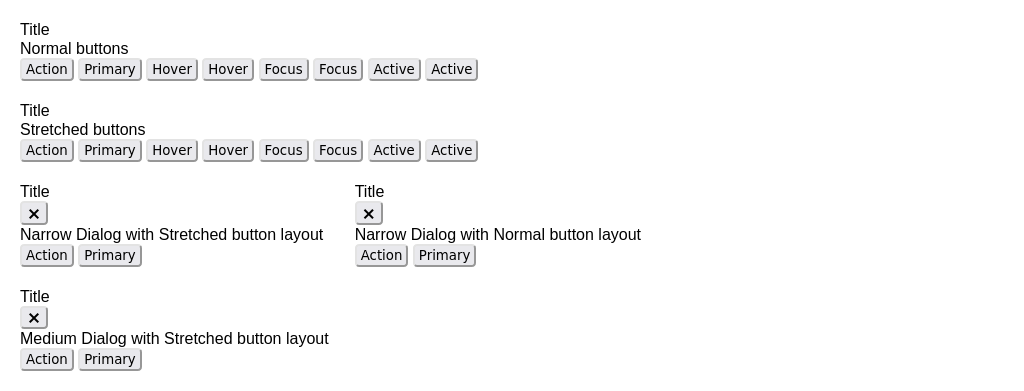 Title
Normal buttons
Action Primary Hover Hover Focus Focus Active Active
Title
Stretched buttons
Action Primary Hover Hover Focus Focus Active Active
Title
✕
Narrow Dialog with Stretched button layout
Action Primary
Title
✕
Narrow Dialog with Normal button layout
Action Primary
Title
✕
Medium Dialog with Stretched button layout
Action Primary